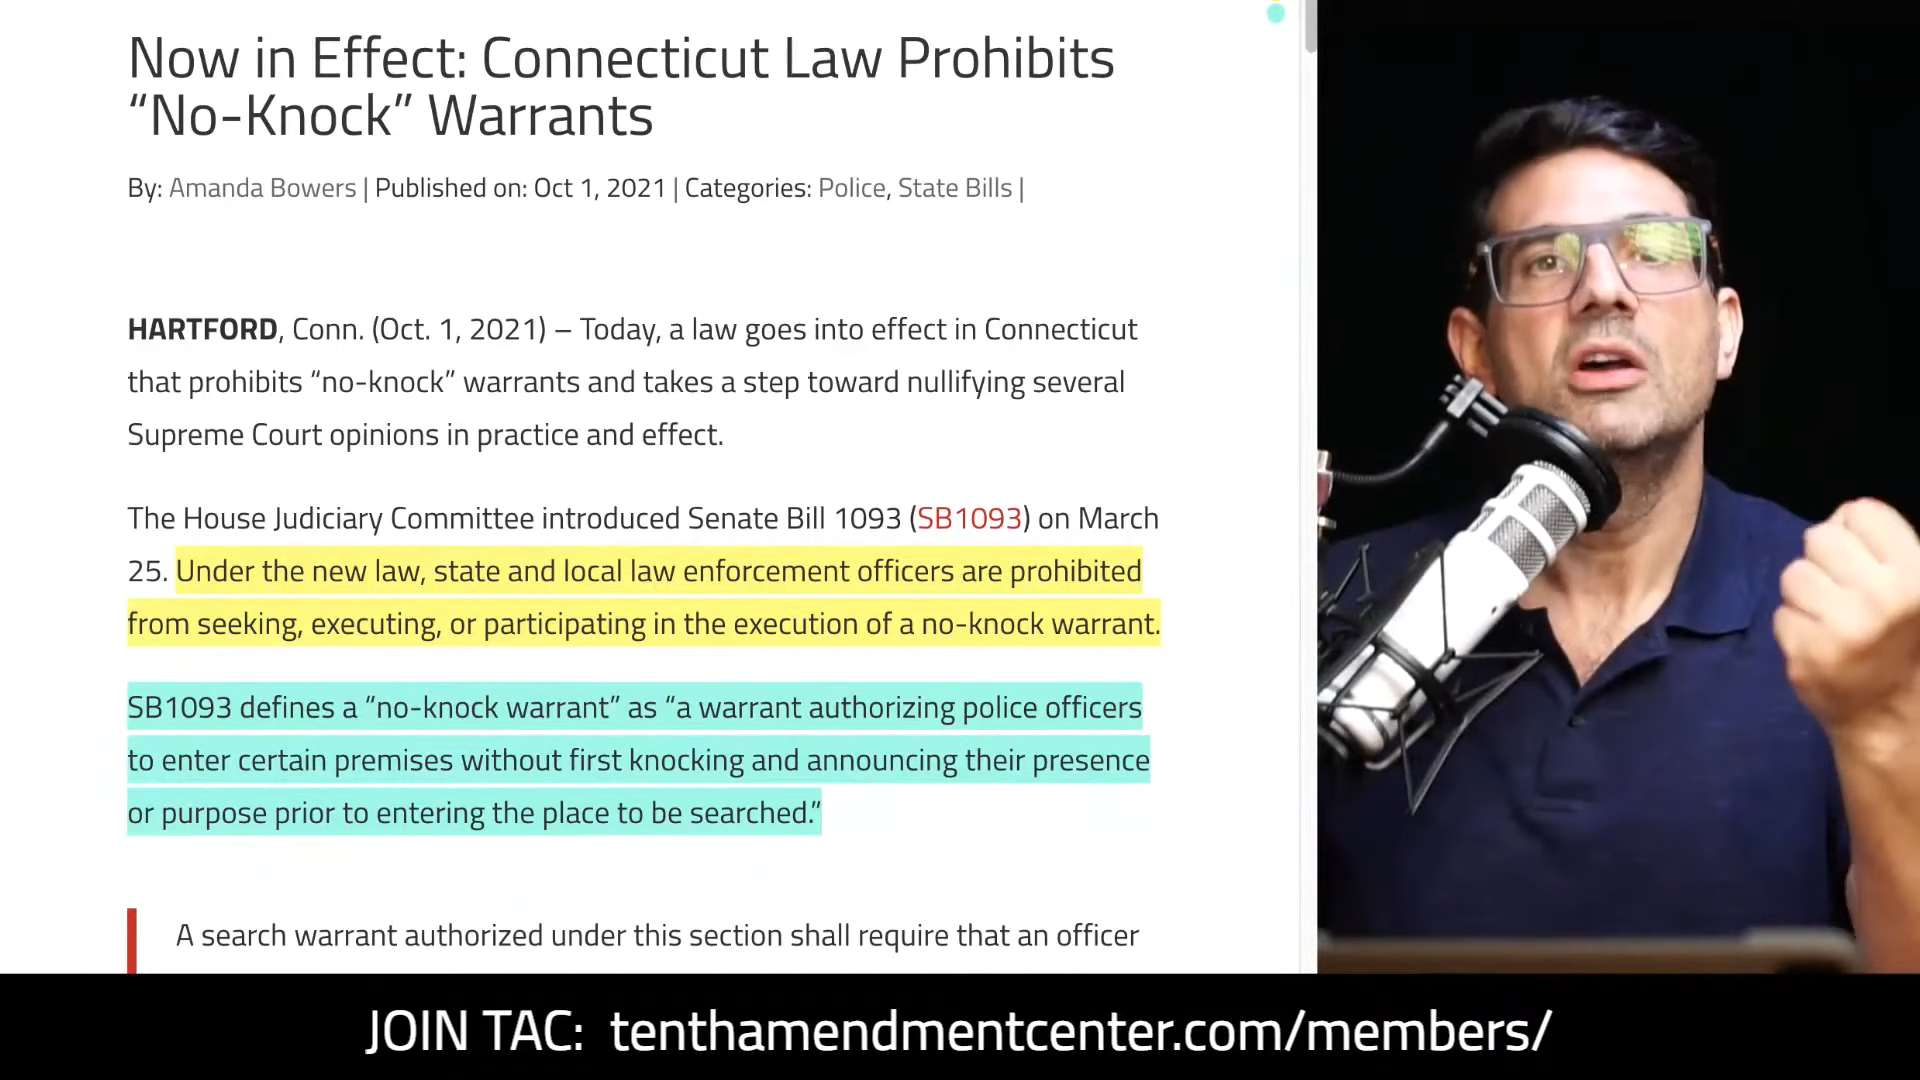 Now in Effect: Connecticut Law Prohibits
“No-Knock” Warrants
By: Amanda Bowers | Published on: Oct 1, 2021 | Categories: Police, State Bills |
HARTFORD, Conn. (Oct. 1, 2021) – Today, a law goes into effect in Connecticut
that prohibits “no-knock” warrants and takes a step toward nullifying several
Supreme Court opinions in practice and effect.
The House Judiciary Committee introduced Senate Bill 1093 (SB1093) on March
25. Under the new law, state and local law enforcement officers are prohibited
from seeking, executing, or participating in the execution of a no-knock warrant.
SB1093 defines a “no-knock warrant” as “a warrant authorizing police officers
to enter certain premises without first knocking and announcing their presence
or purpose prior to entering the place to be searched.”
A search warrant authorized under this section shall require that an officer
JOIN TAC: tenthamendmentcenter.com/members/